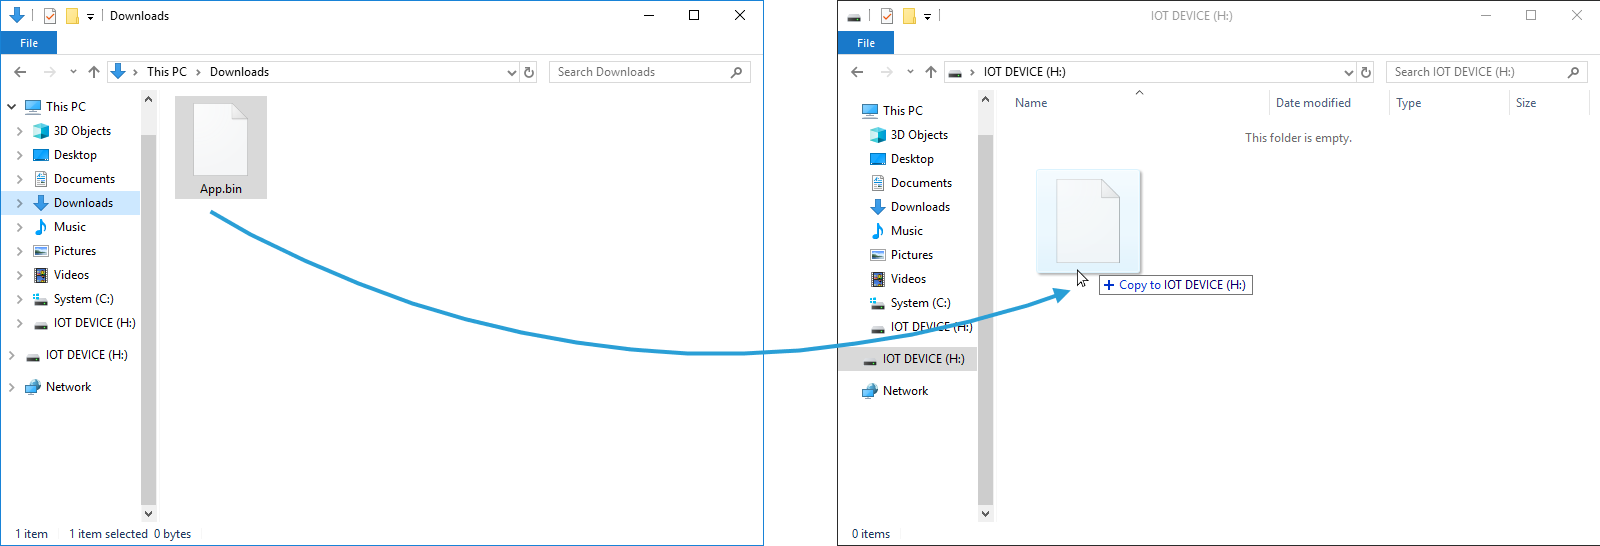 Downloads
File
This PC > Downloads
Search Downloads
This PC
3D Objects
Desktop
Documents
Downloads
Music
Pictures
Videos
System (C:)
IOT DEVICE (H:)
IOT DEVICE (H:)
Network
App.bin
1 item
1 item selected 0 bytes
IOT DEVICE (H:)
File
IOT DEVICE (H:)
Search IOT DEVICE (H:)
This PC
3D Objects
Desktop
Documents
Downloads
Music
Pictures
Videos
System (C:)
IOT DEVICE (H:)
IOT DEVICE (H:)
Network
Name
Date modified
Type
Size
This folder is empty.
Copy to IOT DEVICE (H:)
0 items